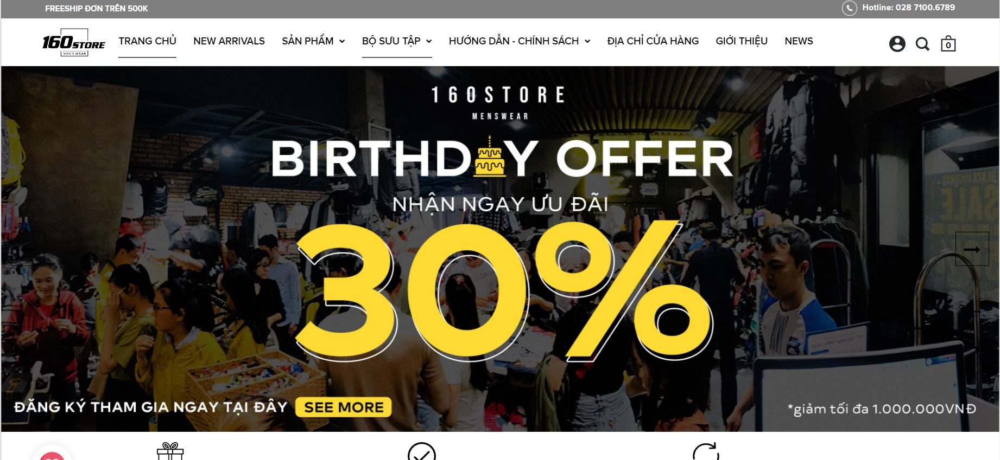 FREESHIP ĐƠN TRÊN 500K
Hotline: 028 7100.6789
160STORE
MEN'S WEAR
TRANG CHỦ NEW ARRIVALS SẢN PHẨM BỘ SƯU TẬP HƯỚNG DẪN - CHÍNH SÁCH ĐỊA CHỈ CỬA HÀNG GIỚI THIỆU NEWS
0
160STORE
MENSWEAR
BIRTHDAY OFFER
NHẬN NGAY ƯU ĐÃI
30%
SALE
ĐĂNG KÝ THAM GIA NGAY TẠI ĐÂY SEE MORE
*giảm tối đa 1.000.000VNĐ